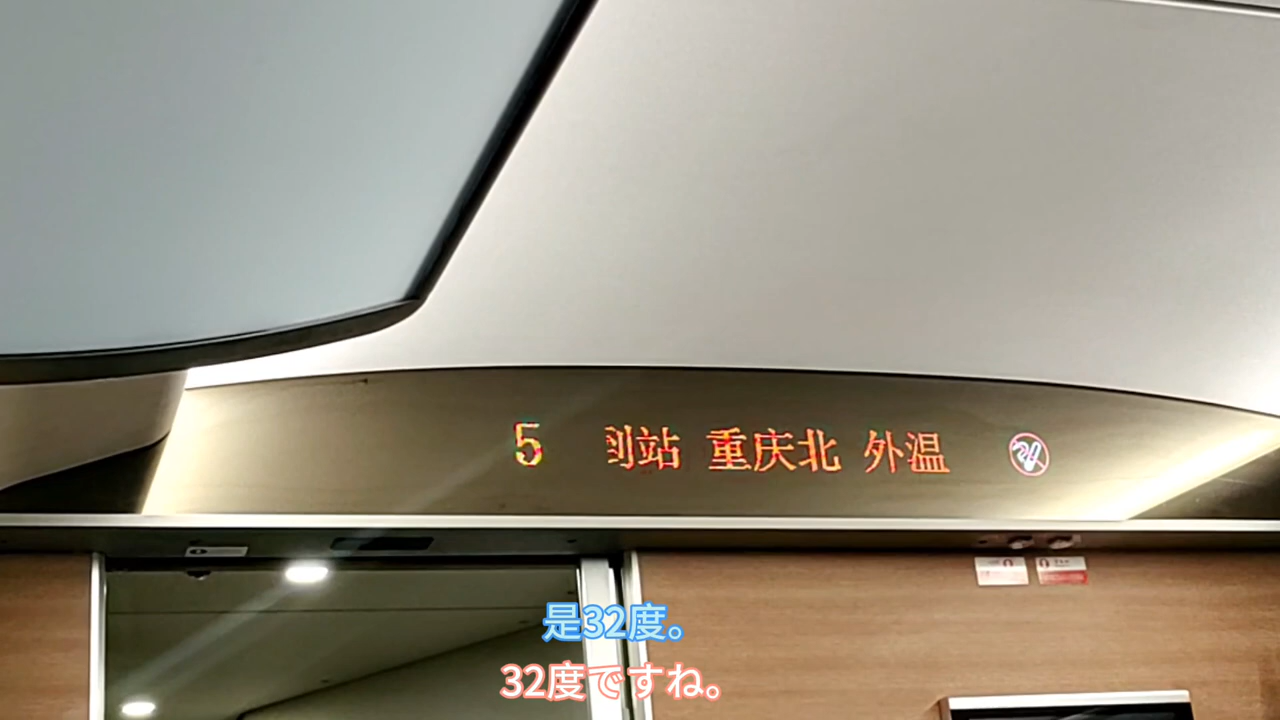 5 到站 重庆北 外温
是32度。
32度ですね。